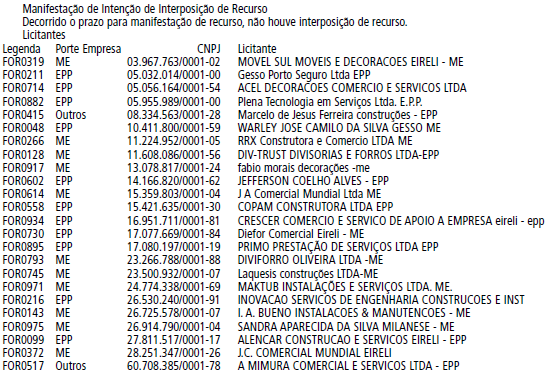 Manifestação de Intenção de Interposição de Recurso
Decorrido o prazo para manifestação de recurso, não houve interposição de recurso.
Licitantes
Legenda Porte Empresa CNPJ Licitante
FOR0319 ME 03.967.763/0001-02 MOVEL SUL MOVEIS E DECORACOES EIRELI - ME
FOR0211 EPP 05.032.014/0001-00 Gesso Porto Seguro Ltda EPP
FOR0714 EPP 05.056.164/0001-54 ACEL DECORACOES COMERCIO E SERVICOS LTDA
FOR0882 EPP 05.955.989/0001-00 Plena Tecnologia em Serviços Ltda. E.P.P.
FOR0415 Outros 08.334.563/0001-28 Marcelo de Jesus Ferreira construções - EPP
FOR0048 EPP 10.411.800/0001-59 WARLEY JOSE CAMILO DA SILVA GESSO ME
FOR0266 ME 11.224.952/0001-05 RRX Construtora e Comercio LTDA ME
FOR0128 ME 11.608.086/0001-56 DIV-TRUST DIVISORIAS E FORROS LTDA-EPP
FOR0917 ME 13.078.817/0001-24 fabio morais decorações -me
FOR0602 EPP 14.166.820/0001-62 JEFFERSON COELHO ALVES - EPP
FOR0614 ME 15.359.803/0001-04 J A Comercial Mundial Ltda ME
FOR0558 EPP 15.421.635/0001-30 COPAM CONSTRUTORA LTDA EPP
FOR0934 EPP 16.951.711/0001-81 CRESCER COMERCIO E SERVICO DE APOIO A EMPRESA eireli - epp
FOR0730 EPP 17.077.669/0001-84 Diefor Comercial Eireli - ME
FOR0895 EPP 17.080.197/0001-19 PRIMO PRESTAÇÃO DE SERVIÇOS LTDA EPP
FOR0793 ME 23.266.788/0001-88 DIVIFORRO OLIVEIRA LTDA -ME
FOR0745 ME 23.500.932/0001-07 Laquesis construções LTDA-ME
FOR0971 ME 24.774.338/0001-69 MAKTUB INSTALAÇÕES E SERVIÇOS LTDA. ME.
FOR0216 EPP 26.530.240/0001-91 INOVACAO SERVICOS DE ENGENHARIA CONSTRUCOES E INST
FOR0143 ME 26.725.578/0001-07 I. A. BUENO INSTALACOES & MANUTENCOES - ME
FOR0975 ME 26.914.790/0001-04 SANDRA APARECIDA DA SILVA MILANESE - ME
FOR0099 EPP 27.811.517/0001-17 ALENCAR CONSTRUCAO E SERVICOS EIRELI - EPP
FOR0372 ME 28.251.347/0001-26 J.C. COMERCIAL MUNDIAL EIRELI
FOR0517 Outros 60.708.385/0001-78 A MIMURA COMERCIAL E SERVICOS LTDA - EPP